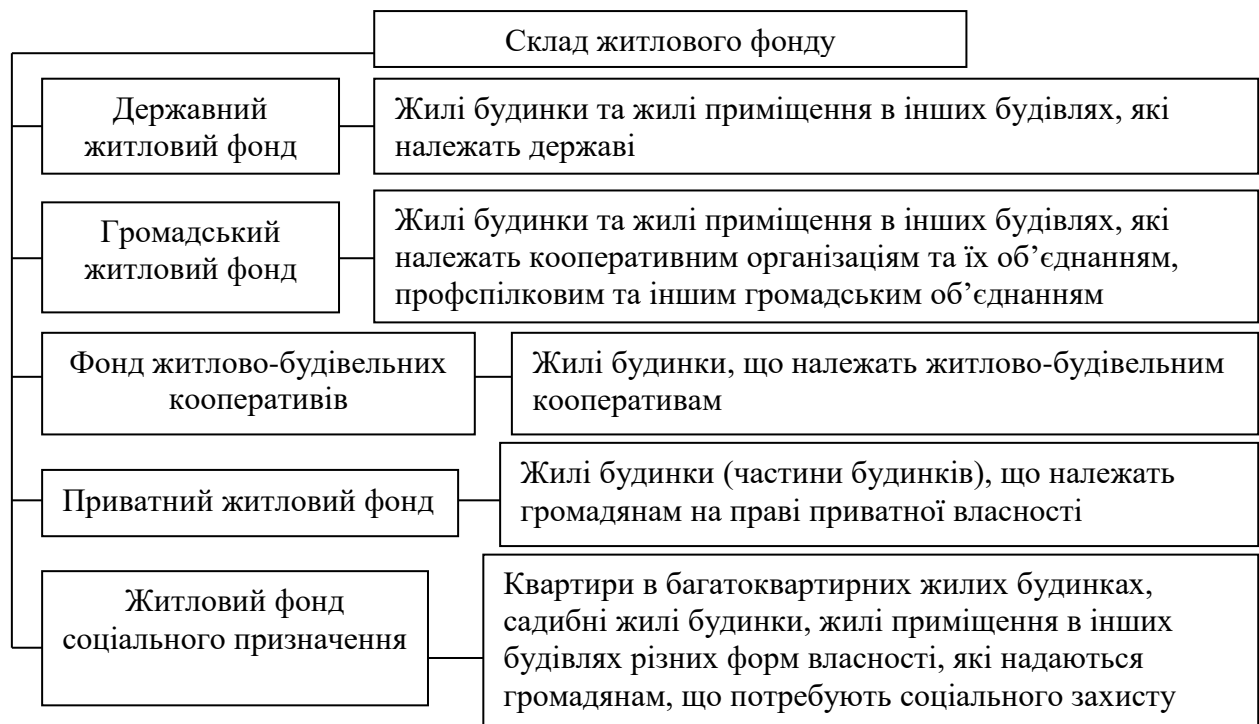 Склад житлового фонду
Державний
житловий фонд
Жилі будинки та жилі приміщення в інших будівлях, які
належать державі
Громадський
житловий фонд
Жилі будинки та жилі приміщення в інших будівлях, які
належать кооперативним організаціям та їх об’єднанням,
профспілковим та іншим громадським об’єднанням
Фонд житлово-будівельних
кооперативів
Жилі будинки, що належать житлово-будівельним
кооперативам
Приватний житловий фонд
Жилі будинки (частини будинків), що належать
громадянам на праві приватної власності
Житловий фонд
соціального призначення
Квартири в багатоквартирних жилих будинках,
садибні жилі будинки, жилі приміщення в інших
будівлях різних форм власності, які надаються
громадянам, що потребують соціального захисту